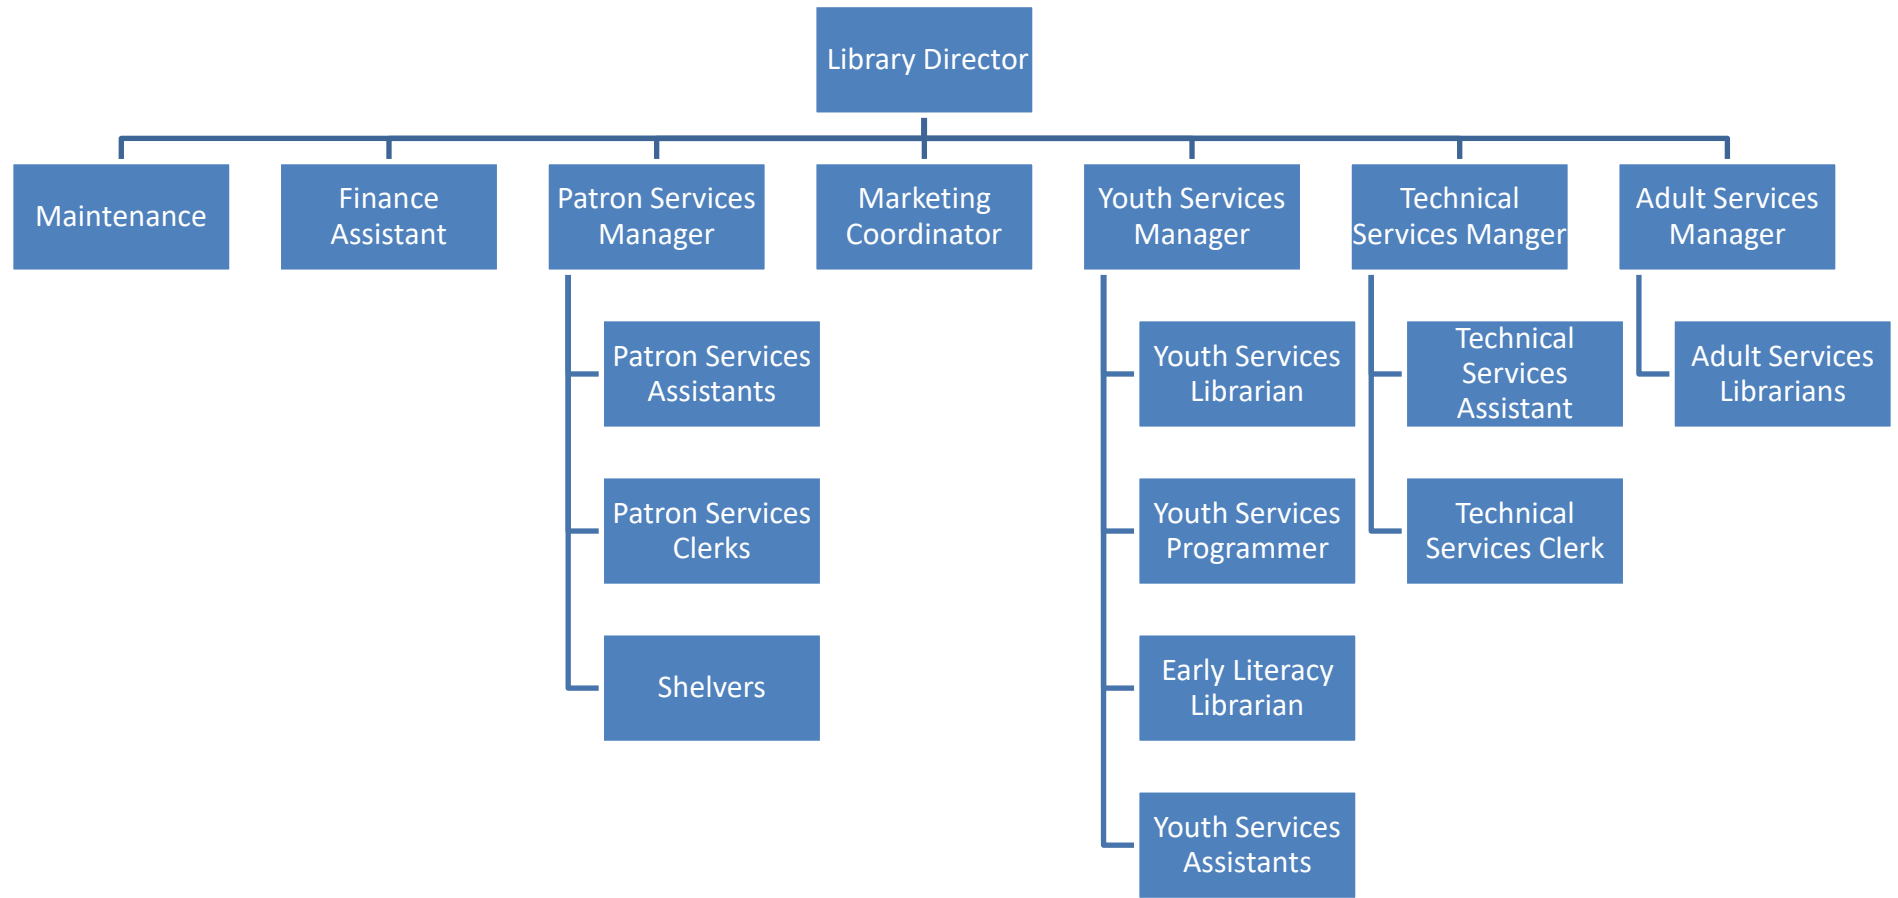 Library Director
Maintenance
Finance
Assistant
Patron Services
Manager
Marketing
Coordinator
Youth Services
Manager
Technical
Services Manger
Adult Services
Manager
Patron Services
Assistants
Youth Services
Librarian
Technical
Services
Assistant
Adult Services
Librarians
Patron Services
Clerks
Youth Services
Programmer
Technical
Services Clerk
Shelvers
Early Literacy
Librarian
Youth Services
Assistants